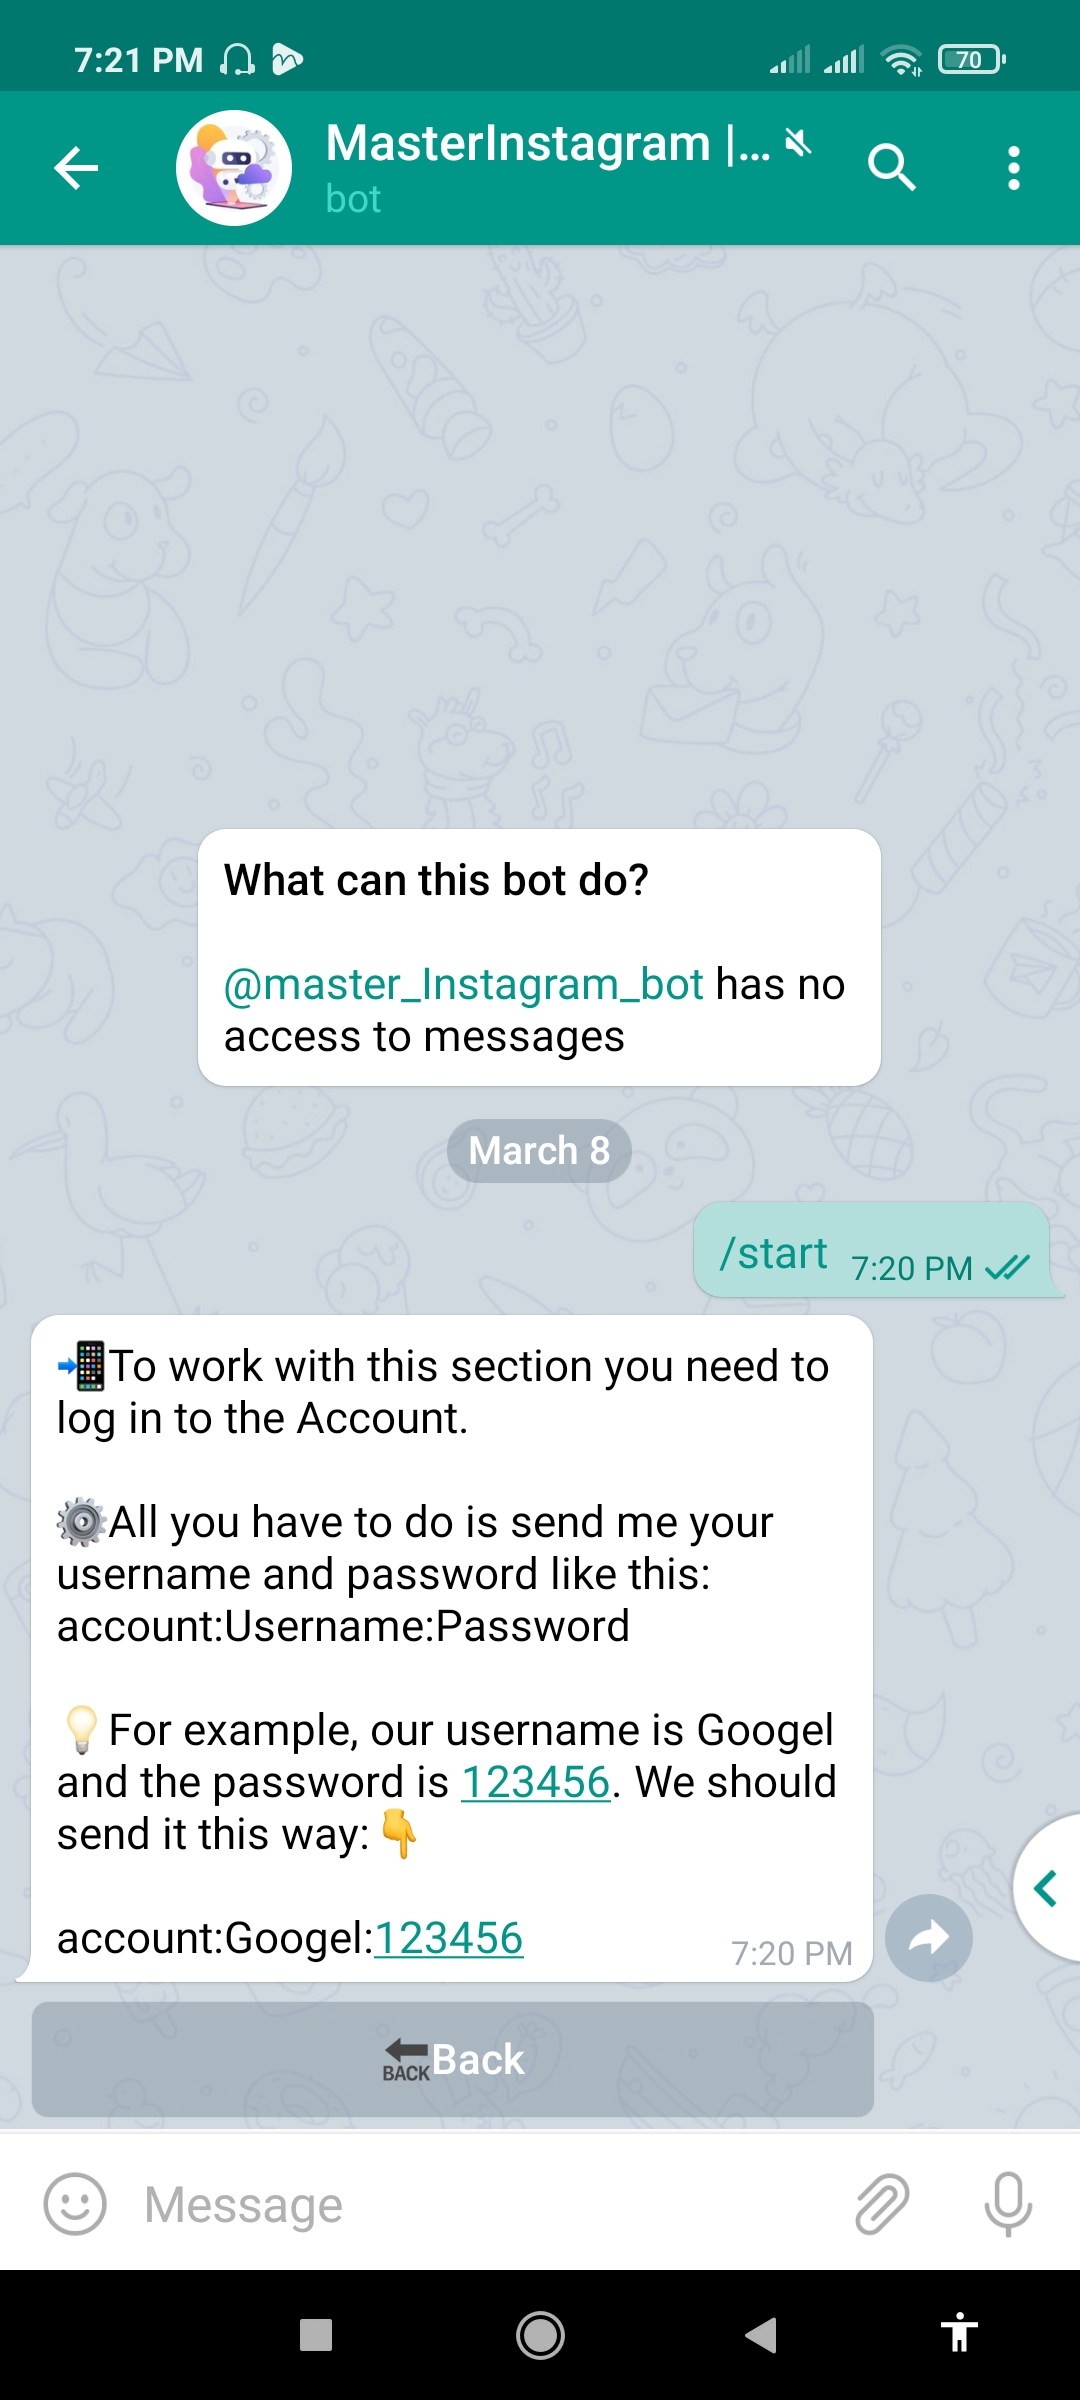 7:21 PM
70
MasterInstagram |...
bot
What can this bot do?
@master_Instagram_bot has no
access to messages
March 8
/start 7:20 PM
📲To work with this section you need to
log in to the Account.
⚙️All you have to do is send me your
username and password like this:
account:Username:Password
💡For example, our username is Googel
and the password is 123456. We should
send it this way:👇
account:Googel:123456
7:20 PM
🔙Back
Message